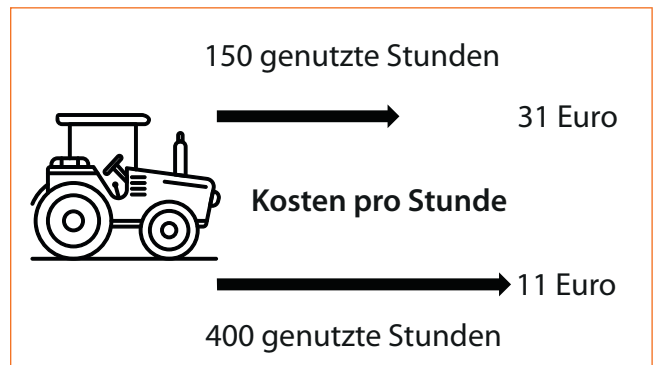 150 genutzte Stunden
31 Euro
Kosten pro Stunde
11 Euro
400 genutzte Stunden